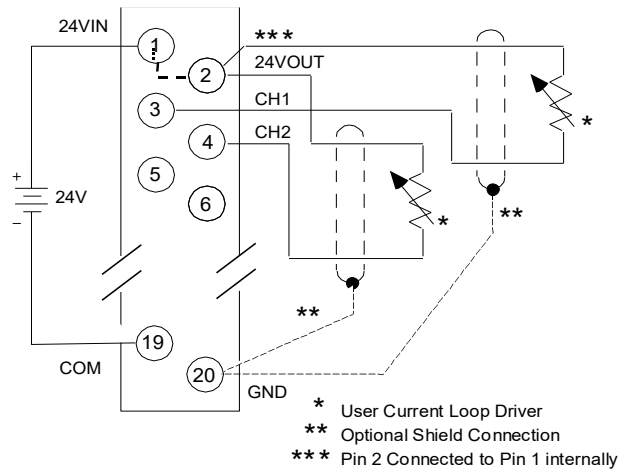 24VIN
***
1
2
24VOUT
3
CH1
*
4
CH2
5
+
24V
6
*
**
−
**
19
COM
20
GND
* User Current Loop Driver
** Optional Shield Connection
*** Pin 2 Connected to Pin 1 internally